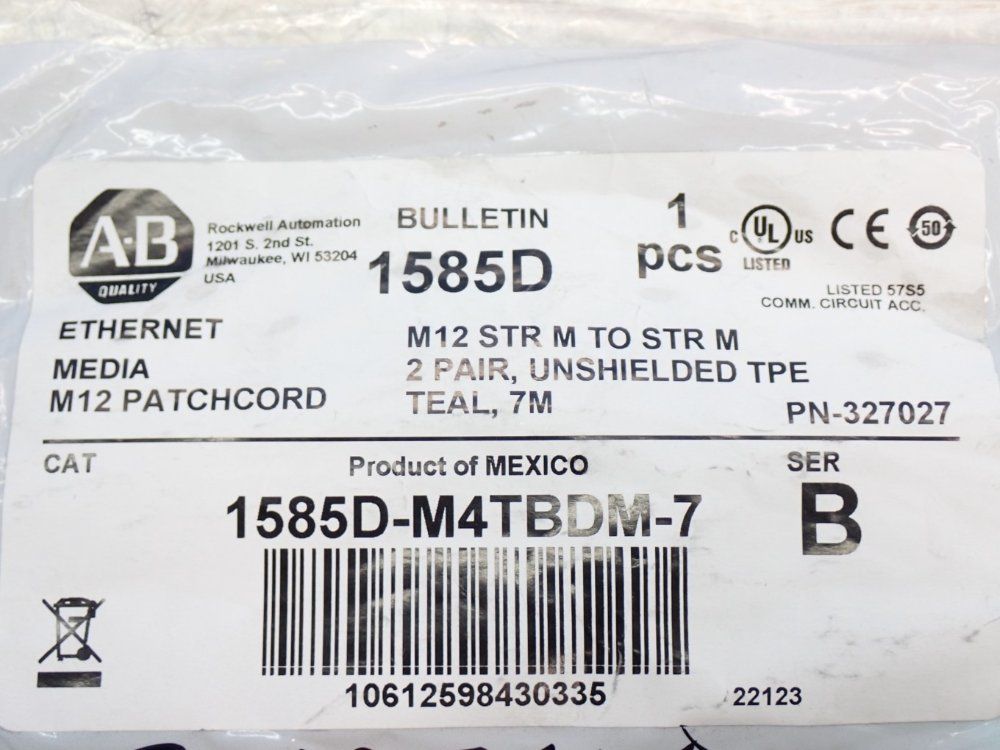 A-B
QUALITY
Rockwell Automation
1201 S. 2nd St.
Milwaukee, WI 53204
USA
BULLETIN
1585D
1
pcs
C UL US
LISTED
CE
50
LISTED 57S5
COMM. CIRCUIT ACC.
ETHERNET
MEDIA
M12 PATCHCORD
M12 STR M TO STR M
2 PAIR, UNSHIELDED TPE
TEAL, 7M
PN-327027
CAT
Product of MEXICO
SER
1585D-M4TBDM-7
B
10612598430335
22123